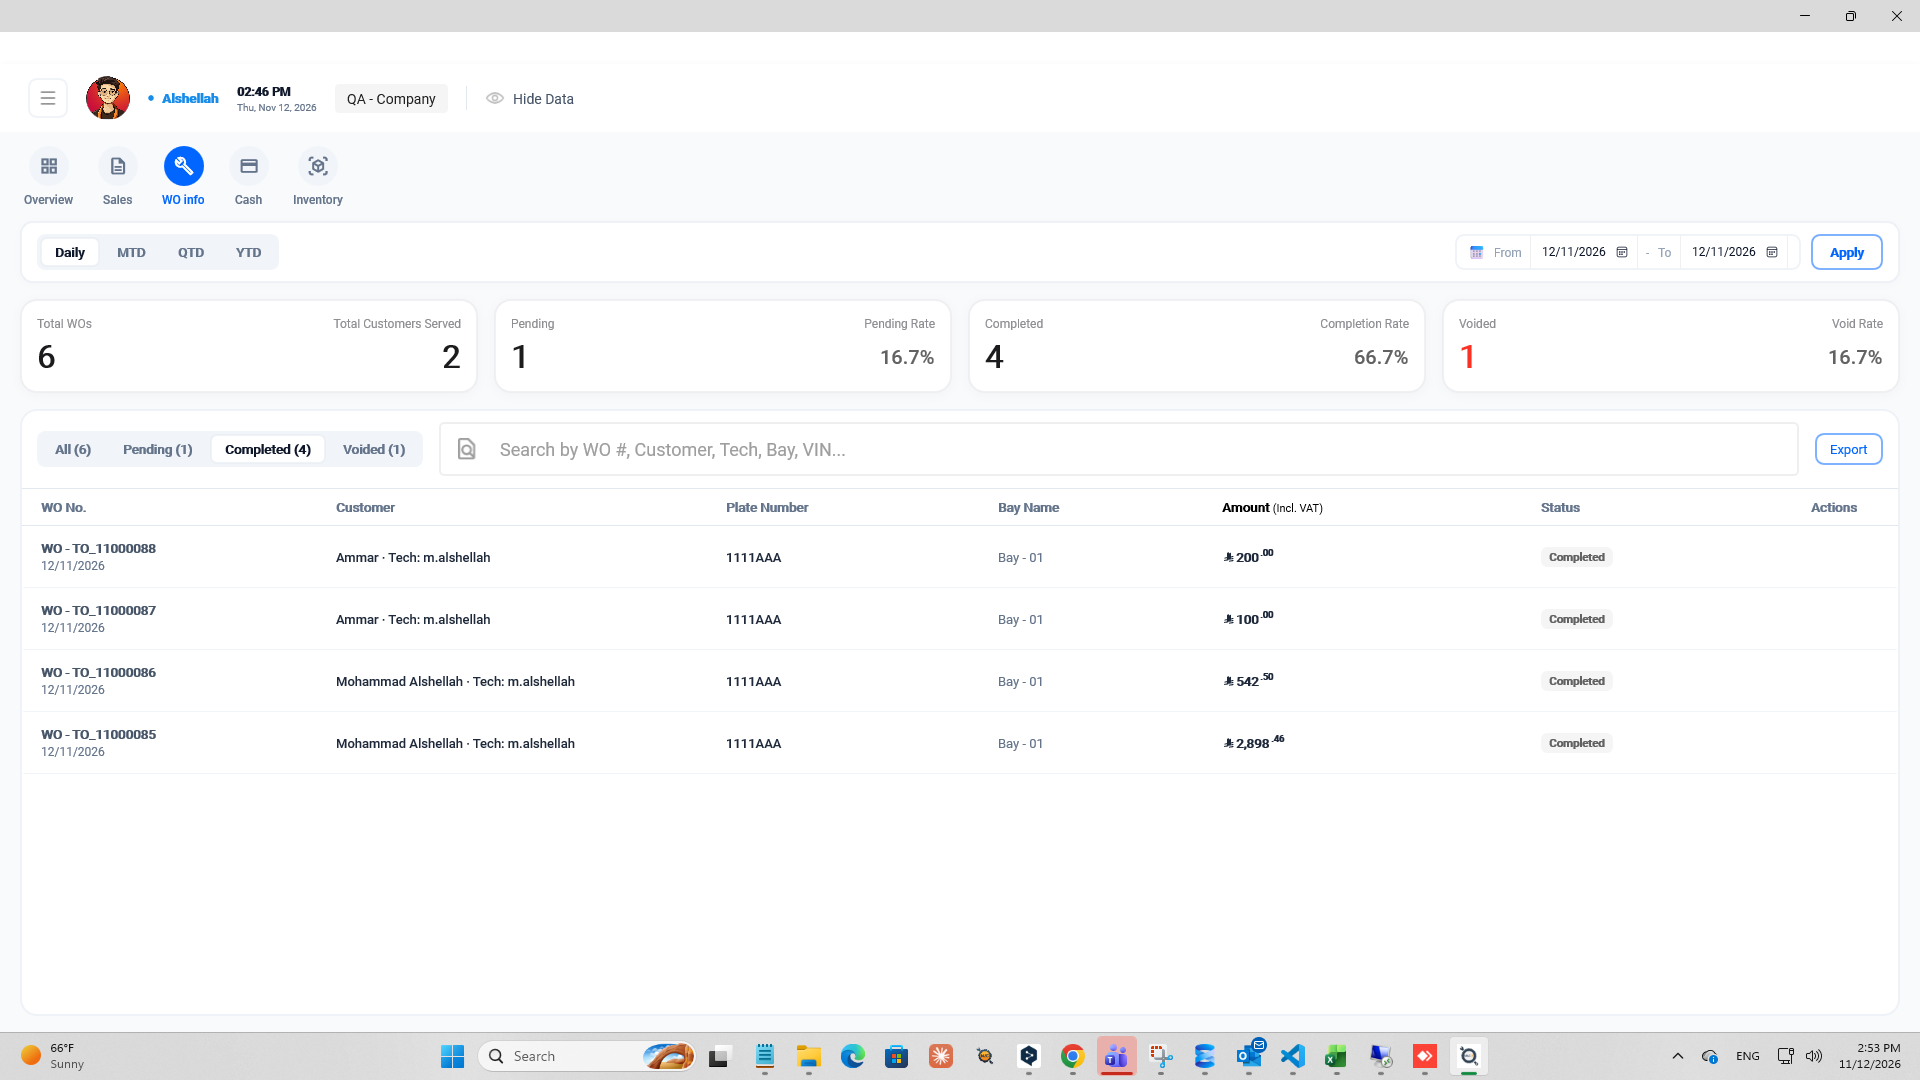 Alshellah
02:46 PM
Thu, Nov 12, 2026
QA - Company
Hide Data
Overview
Sales
WO info
Cash
Inventory
Daily MTD QTD YTD
From 12/11/2026 - To 12/11/2026 Apply
Total WOs Total Customers Served
6 2
Pending Pending Rate
1 16.7%
Completed Completion Rate
4 66.7%
Voided Void Rate
1 16.7%
All (6) Pending (1) Completed (4) Voided (1) Search by WO #, Customer, Tech, Bay, VIN... Export
WO No. Customer Plate Number Bay Name Amount (Incl. VAT) Status Actions
WO - TO_11000088
12/11/2026
Ammar · Tech: m.alshellah 1111AAA Bay - 01 200.00 Completed
WO - TO_11000087
12/11/2026
Ammar · Tech: m.alshellah 1111AAA Bay - 01 100.00 Completed
WO - TO_11000086
12/11/2026
Mohammad Alshellah · Tech: m.alshellah 1111AAA Bay - 01 542.50 Completed
WO - TO_11000085
12/11/2026
Mohammad Alshellah · Tech: m.alshellah 1111AAA Bay - 01 2,898.46 Completed
66°F
Sunny
Search
ENG
2:53 PM
11/12/2026